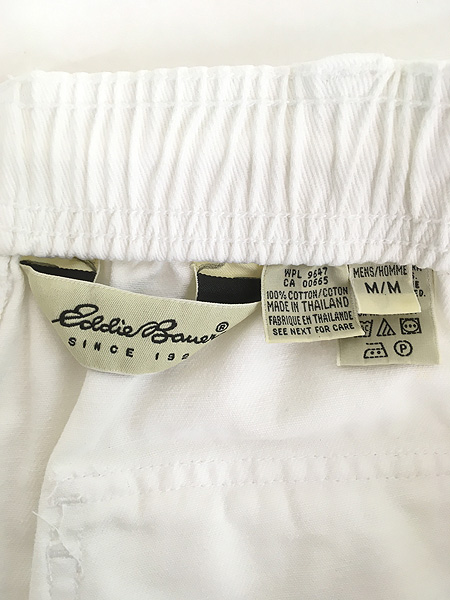 Eddie Bauer®
SINCE 192
WPL 9647
CA 00665
100% COTTON/COTON
MADE IN THAILAND
FABRIQUE EN THAILANDE
SEE NEXT FOR CARE
MENS/HOMME
M/M
ED.
P